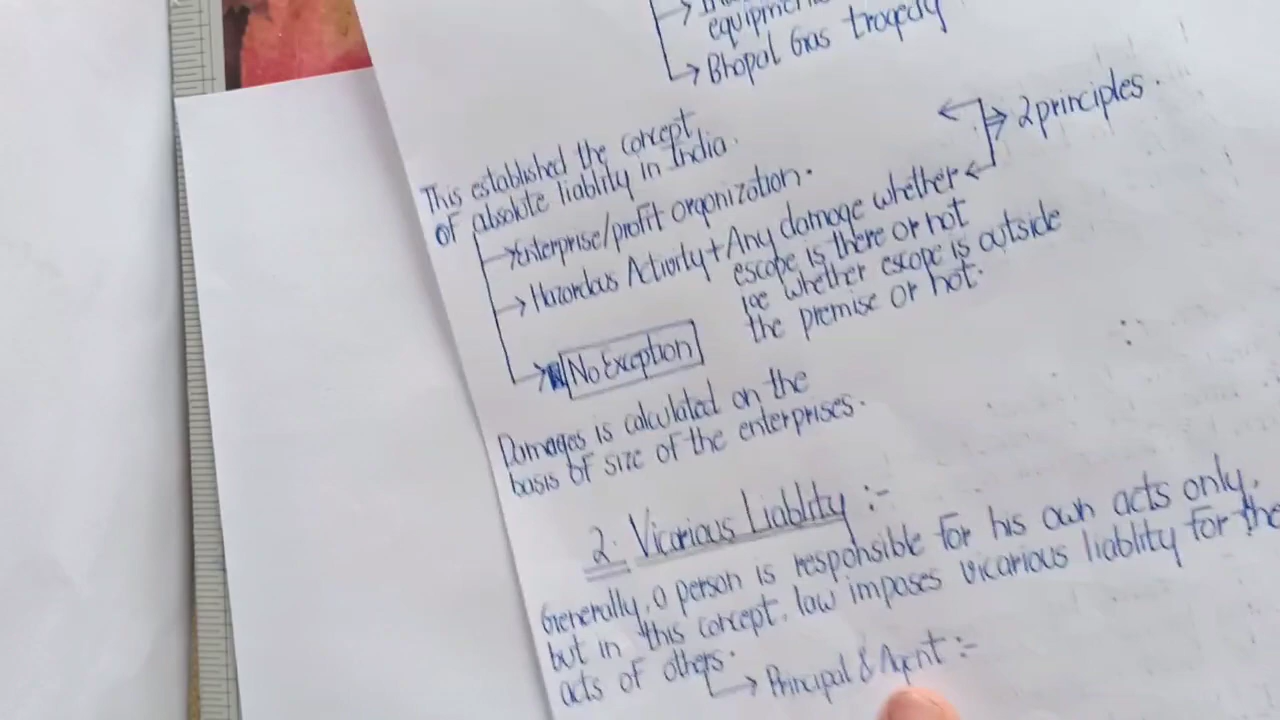 equipment
→ Bhopal Gas tragedy
⇒ 2 principles.
This established the concept
of absolute liablity in India.
→ Enterprise/profit organization.
→ Hazardous Activity + Any damage whether
escape is there or not
ie whether escape is outside
the premise or not.
→ No Exception
Damages is calculated on the
basis of size of the enterprises.
2. Vicarious Liablity :-
Generally, a person is responsible for his own acts only.
but in this concept, law imposes vicarious liablity for the
acts of others.
→ Principal & Agent :-